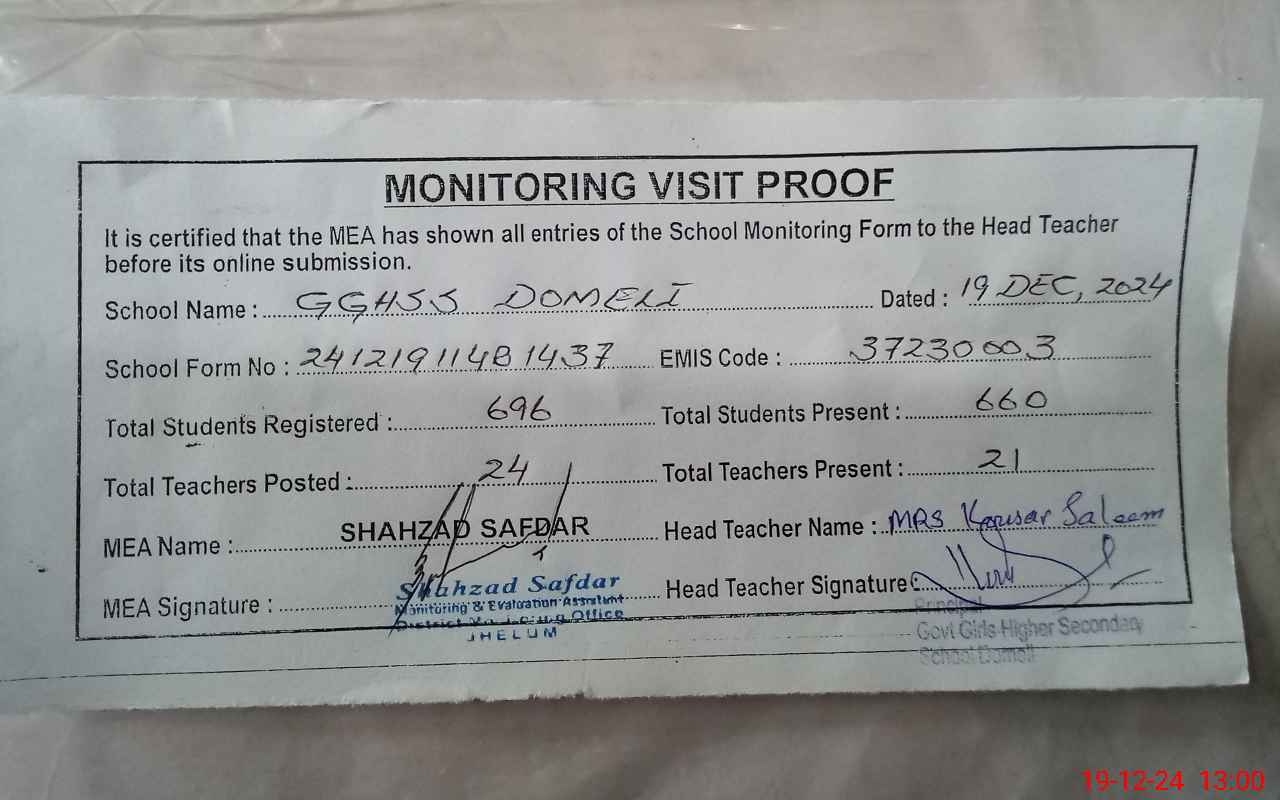 MONITORING VISIT PROOF
It is certified that the MEA has shown all entries of the School Monitoring Form to the Head Teacher
before its online submission.
School Name : GGHSS DOMELI Dated : 19 DEC, 2024
School Form No : 24121911481437 EMIS Code : 37230003
Total Students Registered : 696 Total Students Present : 660
Total Teachers Posted : 24 Total Teachers Present : 21
MEA Name : SHAHZAD SAFDAR Head Teacher Name : MRS Kousar Saleem
MEA Signature : Head Teacher Signature :
Shahzad Safdar
Monitoring & Evaluation Assistant
District Office
JHELUM
Principal
Govt Girls Higher Secondary
School Domeli
19-12-24 13:00